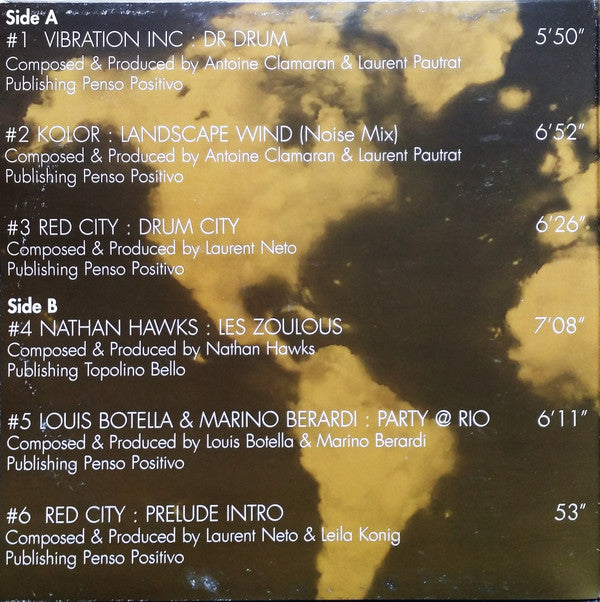 Side A
#1 VIBRATION INC : DR DRUM 5'50"
Composed & Produced by Antoine Clamaran & Laurent Pautrat
Publishing Penso Positivo
#2 KOLOR : LANDSCAPE WIND (Noise Mix) 6'52"
Composed & Produced by Antoine Clamaran & Laurent Pautrat
Publishing Penso Positivo
#3 RED CITY : DRUM CITY 6'26"
Composed & Produced by Laurent Neto
Publishing Penso Positivo
Side B
#4 NATHAN HAWKS : LES ZOULOUS 7'08"
Composed & Produced by Nathan Hawks
Publishing Topolino Bello
#5 LOUIS BOTELLA & MARINO BERARDI : PARTY @ RIO 6'11"
Composed & Produced by Louis Botella & Marino Berardi
Publishing Penso Positivo
#6 RED CITY : PRELUDE INTRO 53"
Composed & Produced by Laurent Neto & Leila Konig
Publishing Penso Positivo